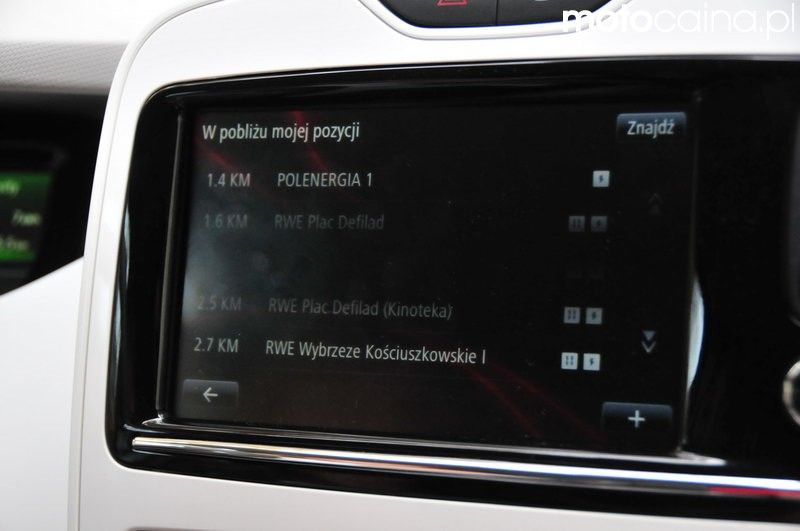 motocaina.pl
W pobliżu mojej pozycji
Znajdź
1.4 KM POLENERGIA 1
1.6 KM RWE Plac Defilad
2.5 KM RWE Plac Defilad (Kinoteka)
2.7 KM RWE Wybrzeze Kościuszkowskie I